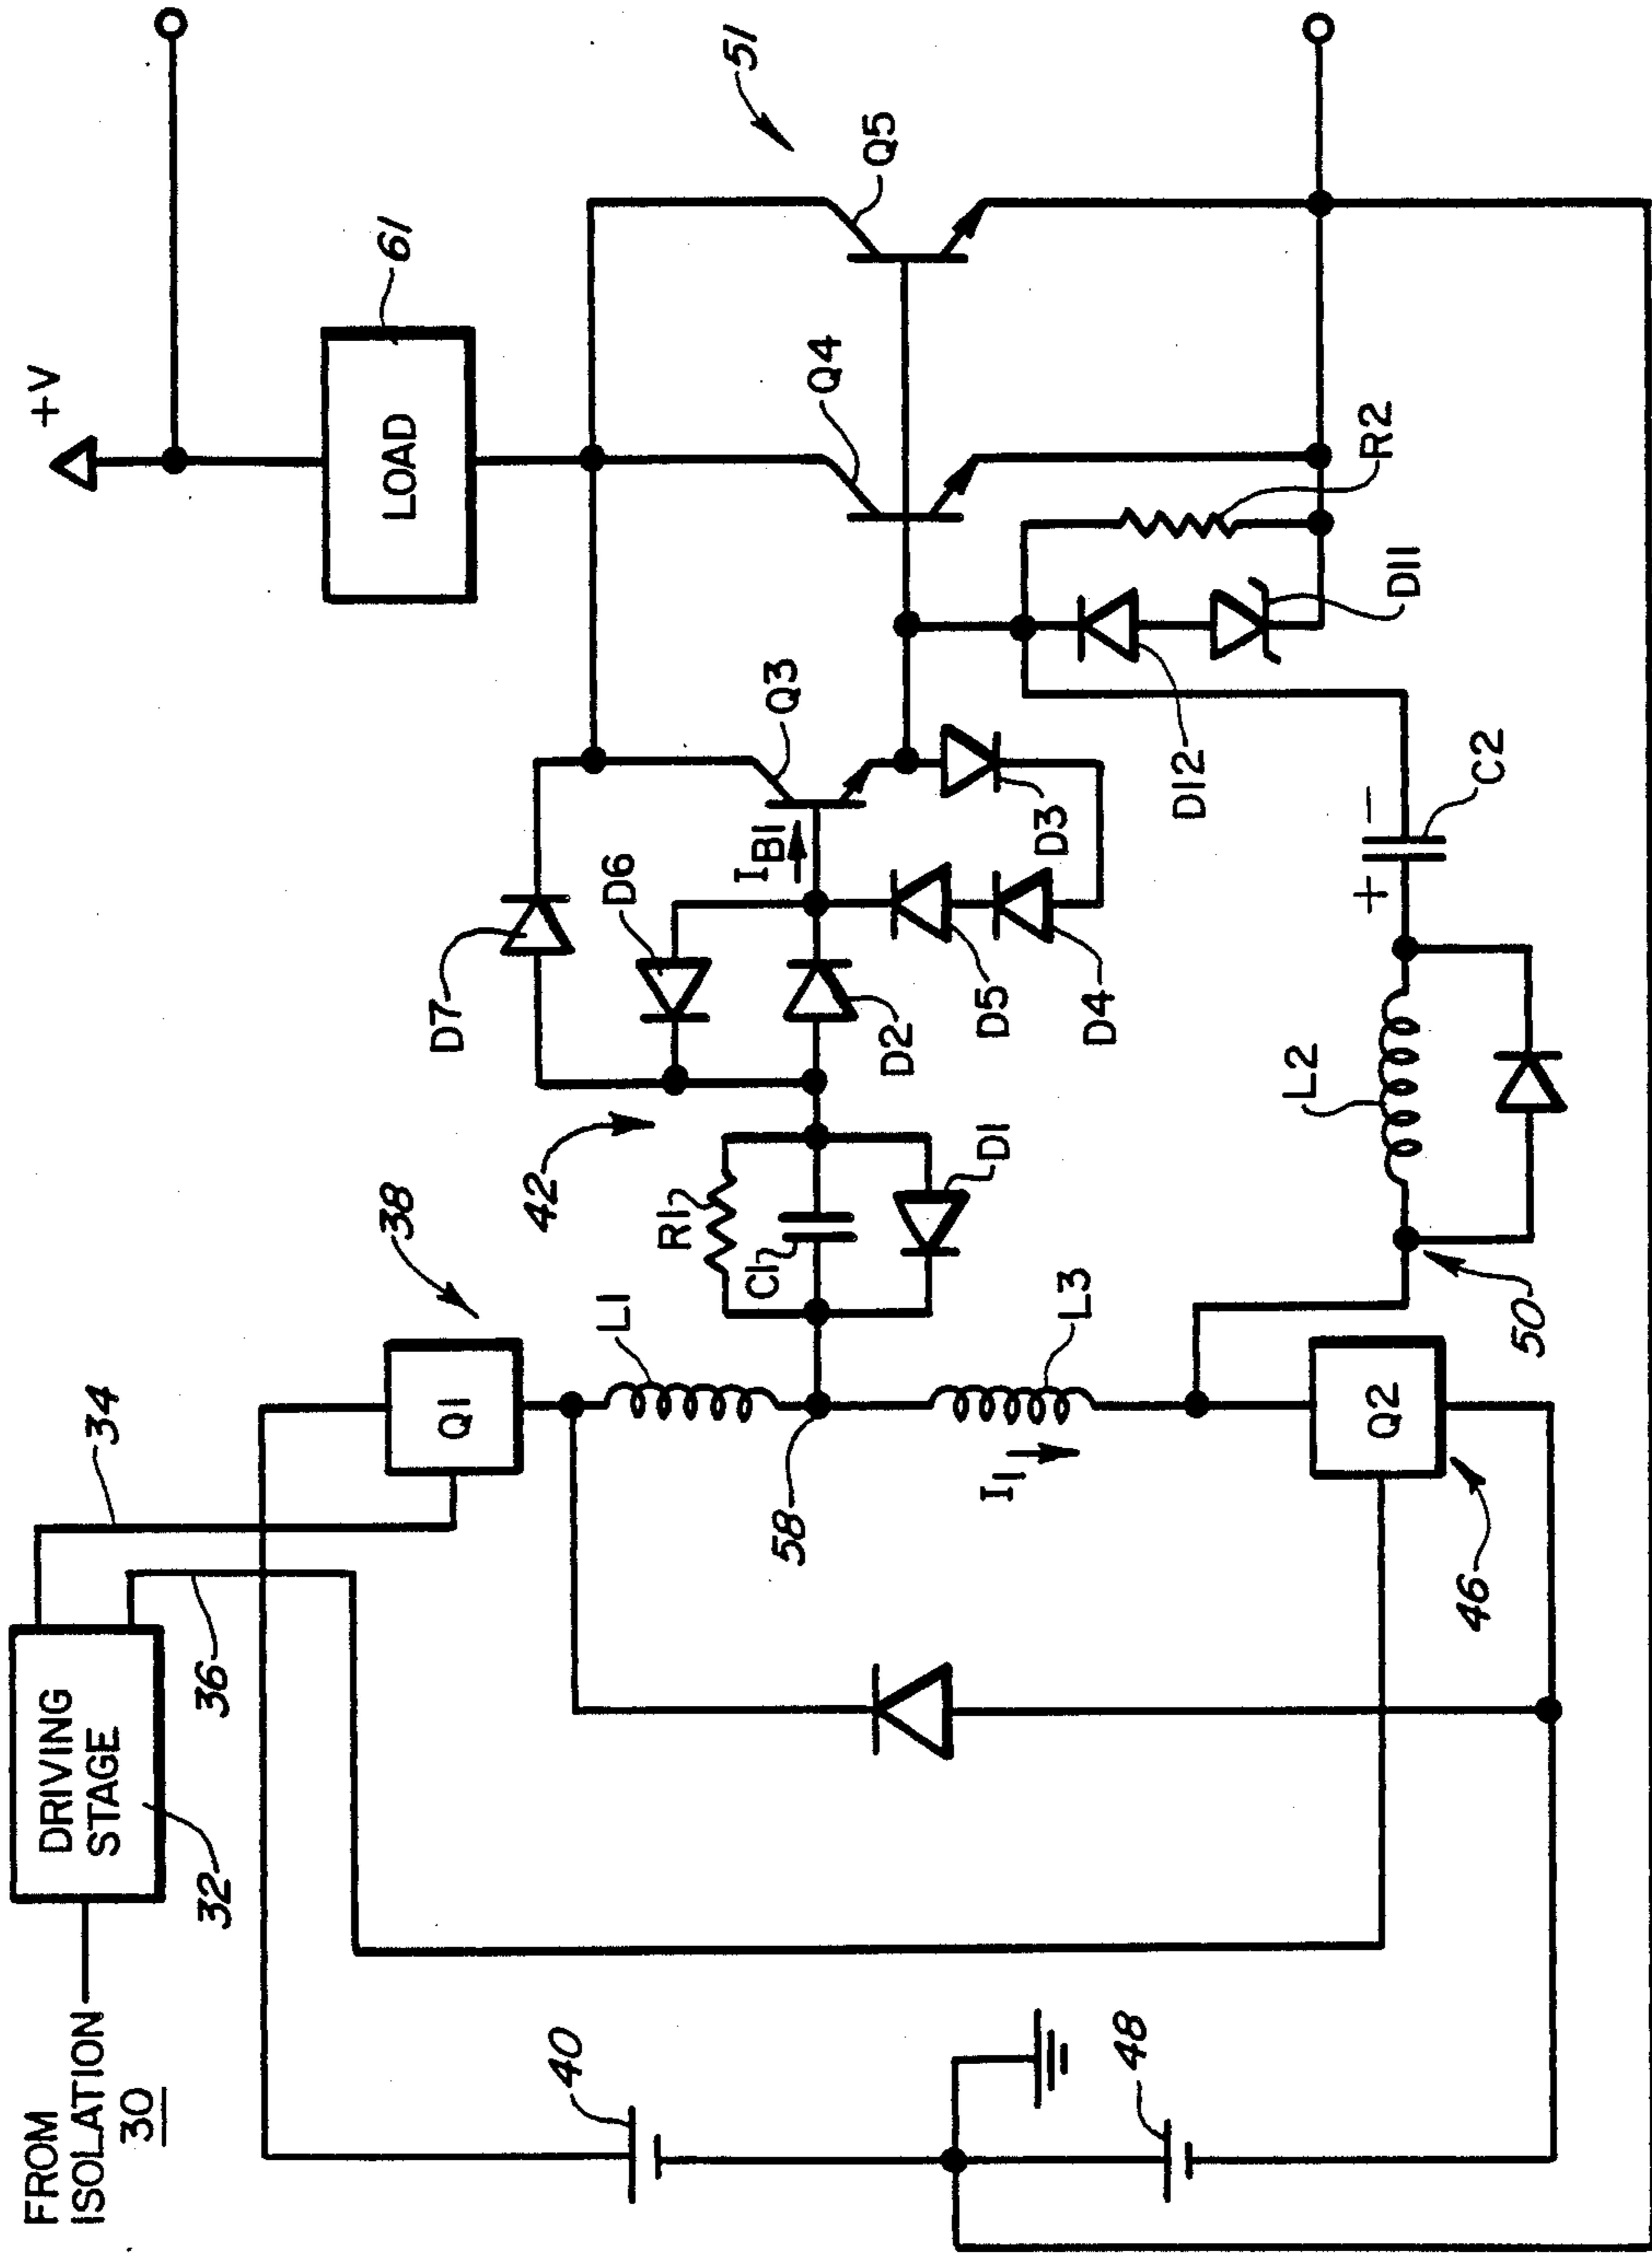 FROM
ISOLATION
30
DRIVING
STAGE
32
34
36
38
Q1
L1
58
L3
I1
Q2
46
40
48
R1
C1
D1
42
D7
D6
D2
IB1
D5
D4
D3
Q3
Q4
Q5
51
+V
LOAD
61
R2
D11
D12
+
−
C2
L2
50